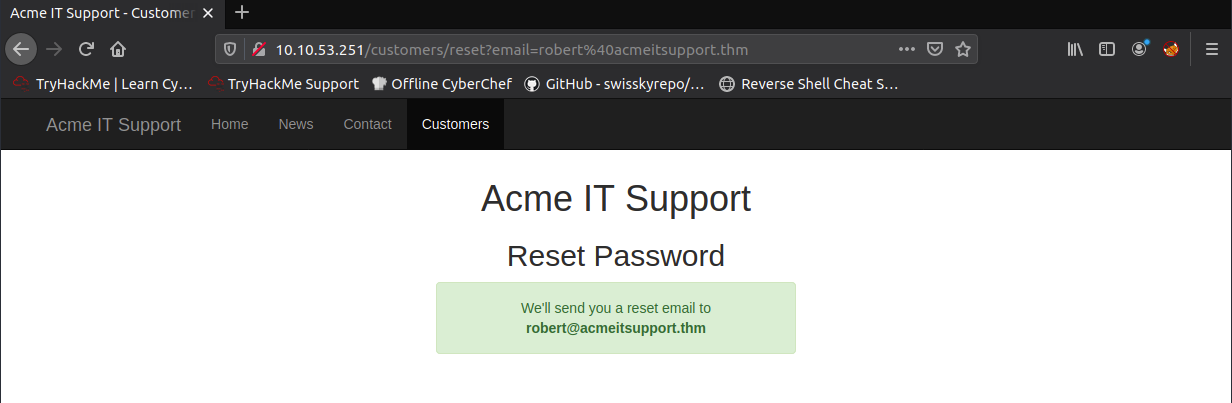 Acme IT Support - Customer
10.10.53.251/customers/reset?email=robert%40acmeitsupport.thm
TryHackMe | Learn Cy… TryHackMe Support Offline CyberChef GitHub - swisskyrepo/… Reverse Shell Cheat S…
Acme IT Support Home News Contact Customers
Acme IT Support
Reset Password
We'll send you a reset email to
robert@acmeitsupport.thm